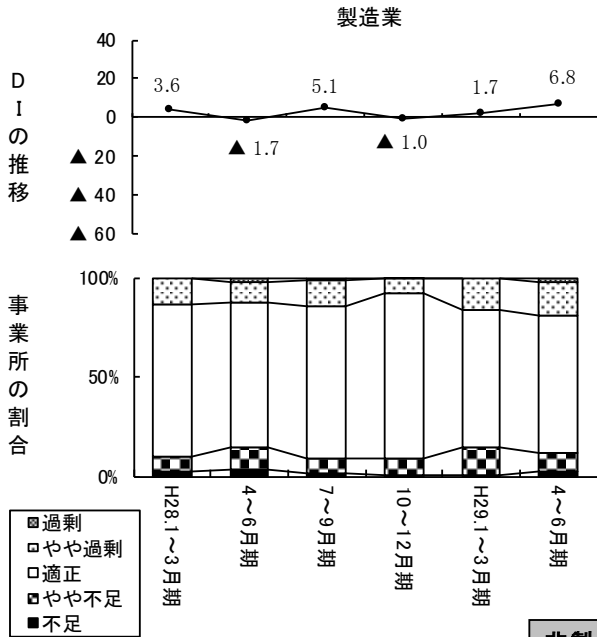 製造業
DIの推移
40
20
0
▲ 20
▲ 40
▲ 60
3.6
▲ 1.7
5.1
▲ 1.0
1.7
6.8
事業所の割合
100%
50%
0%
H28.1～3月期
4～6月期
7～9月期
10～12月期
H29.1～3月期
4～6月期
過剰
やや過剰
適正
やや不足
不足